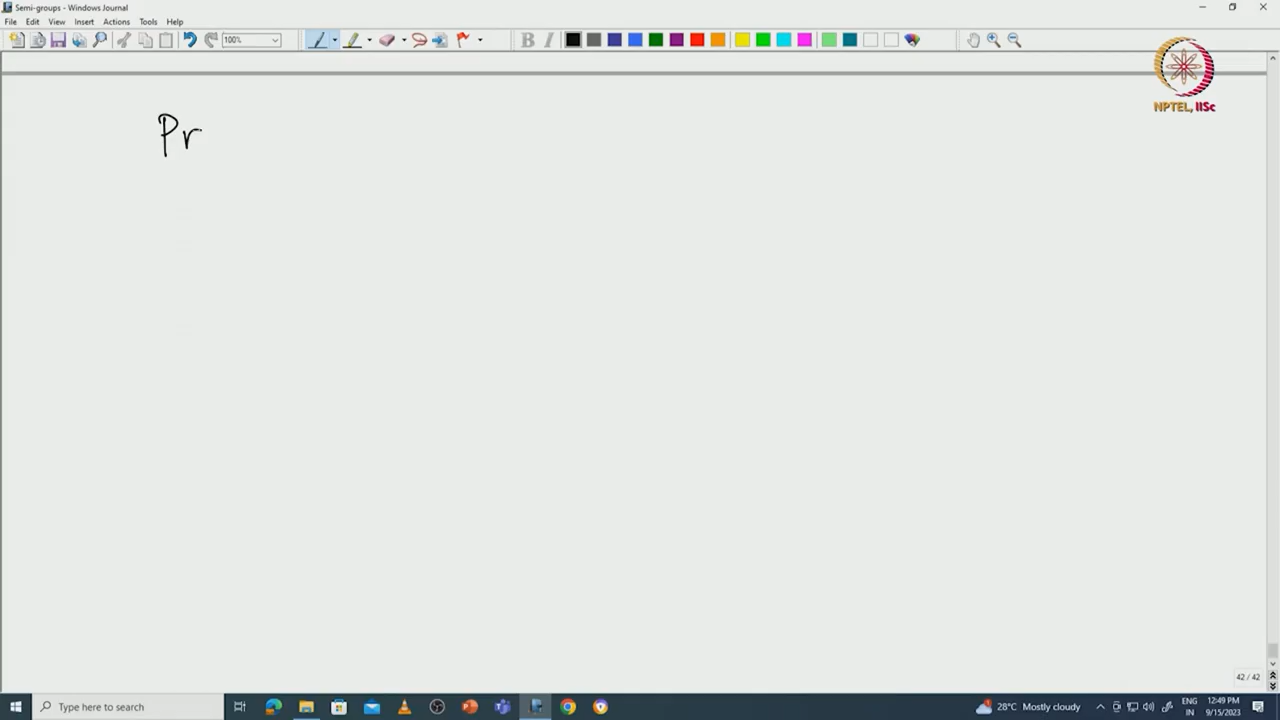 Semi-groups - Windows Journal
File Edit View Insert Actions Tools Help
100%
B I
NPTEL, IISc
Pr
42 / 42
Type here to search
28°C Mostly cloudy
ENG
IN
12:49 PM
9/15/2023